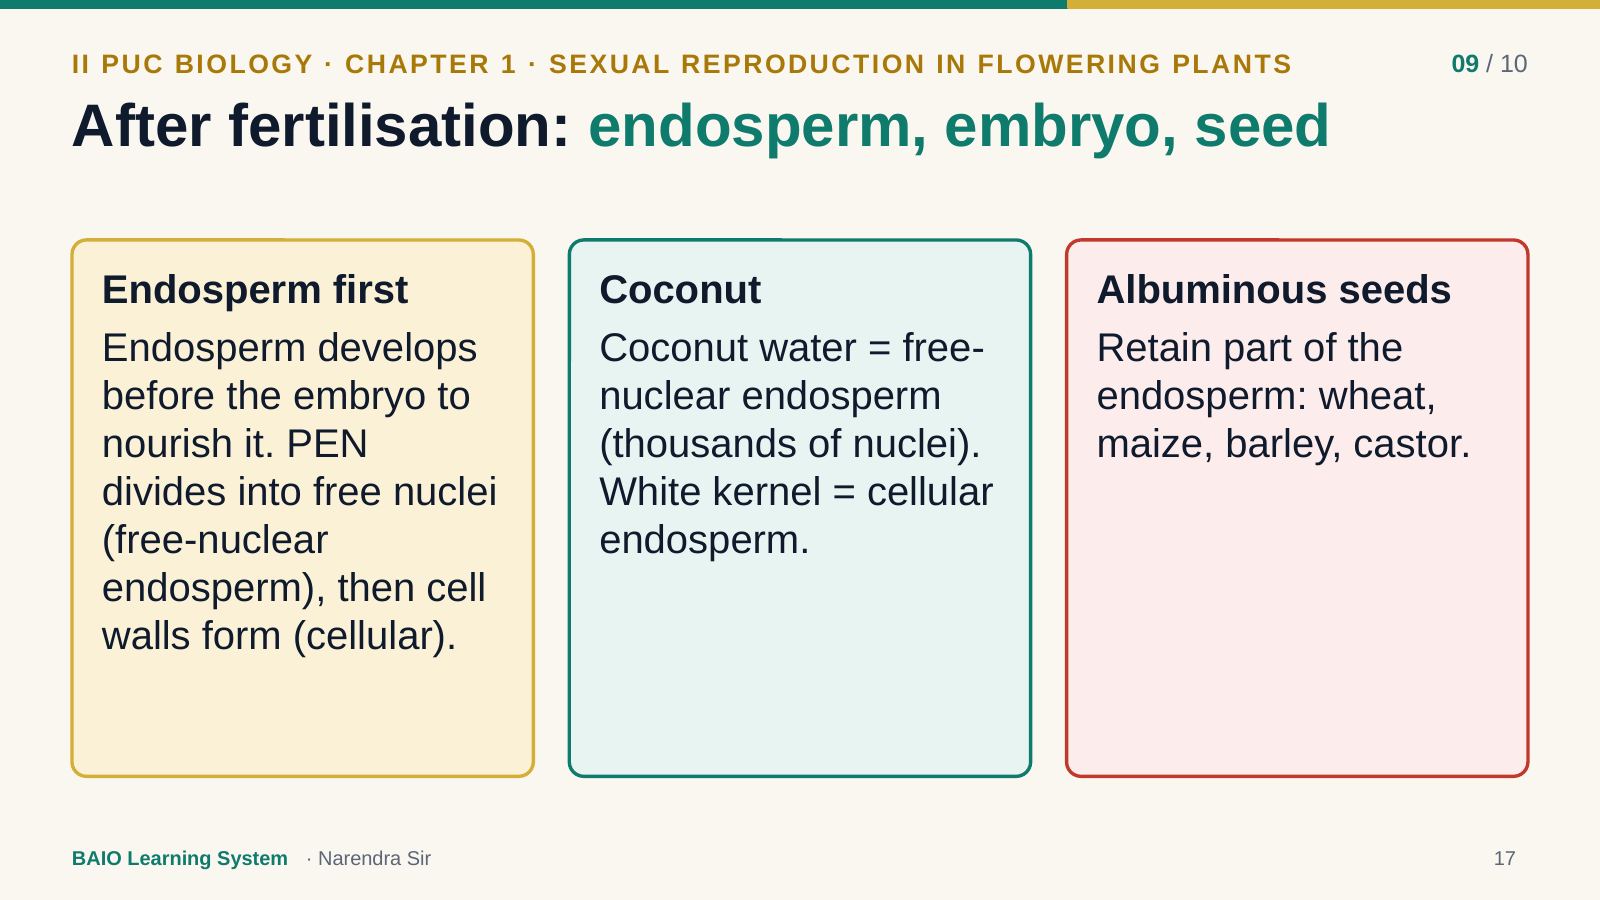 II PUC BIOLOGY · CHAPTER 1 · SEXUAL REPRODUCTION IN FLOWERING PLANTS
09 / 10
After fertilisation: endosperm, embryo, seed
Endosperm first
Endosperm develops
before the embryo to
nourish it. PEN
divides into free nuclei
(free-nuclear
endosperm), then cell
walls form (cellular).
Coconut
Coconut water = free-
nuclear endosperm
(thousands of nuclei).
White kernel = cellular
endosperm.
Albuminous seeds
Retain part of the
endosperm: wheat,
maize, barley, castor.
BAIO Learning System · Narendra Sir
17